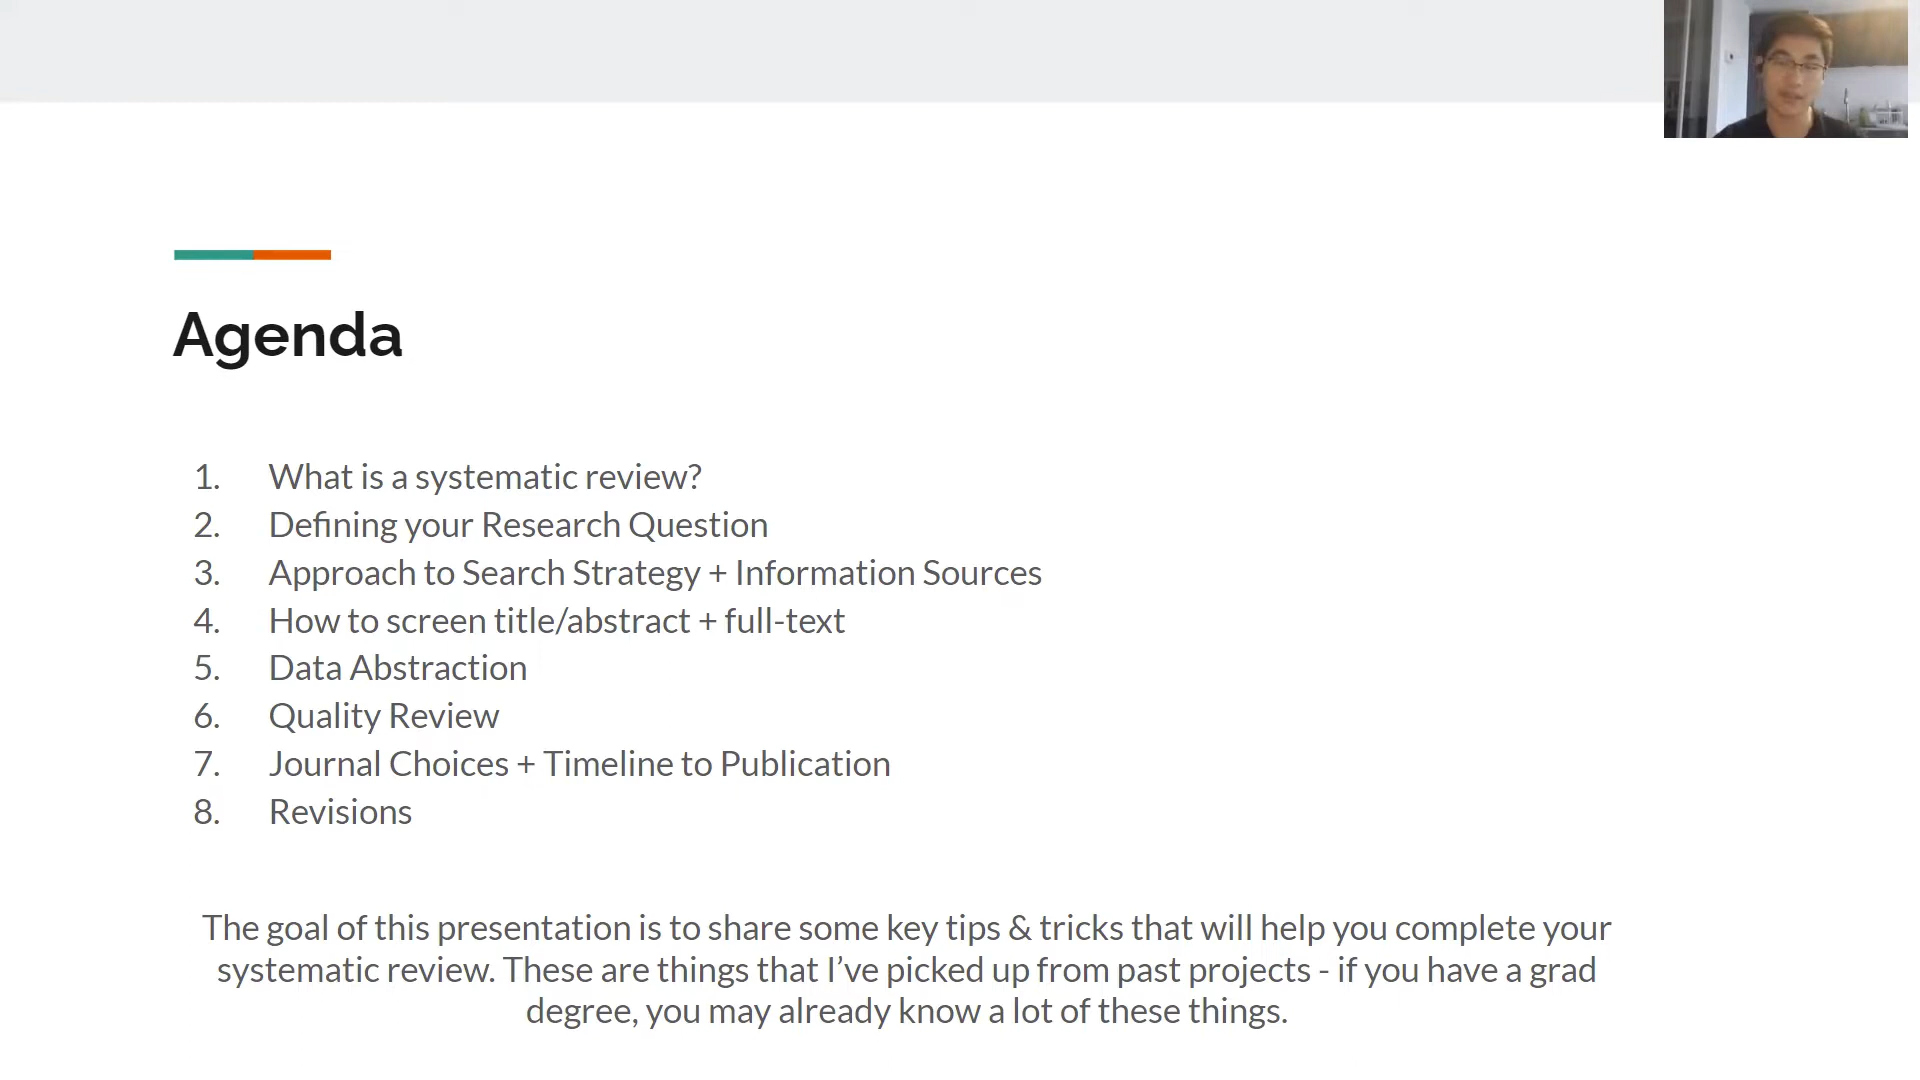 Agenda
1. What is a systematic review?
2. Defining your Research Question
3. Approach to Search Strategy + Information Sources
4. How to screen title/abstract + full-text
5. Data Abstraction
6. Quality Review
7. Journal Choices + Timeline to Publication
8. Revisions
The goal of this presentation is to share some key tips & tricks that will help you complete your
systematic review. These are things that I’ve picked up from past projects - if you have a grad
degree, you may already know a lot of these things.